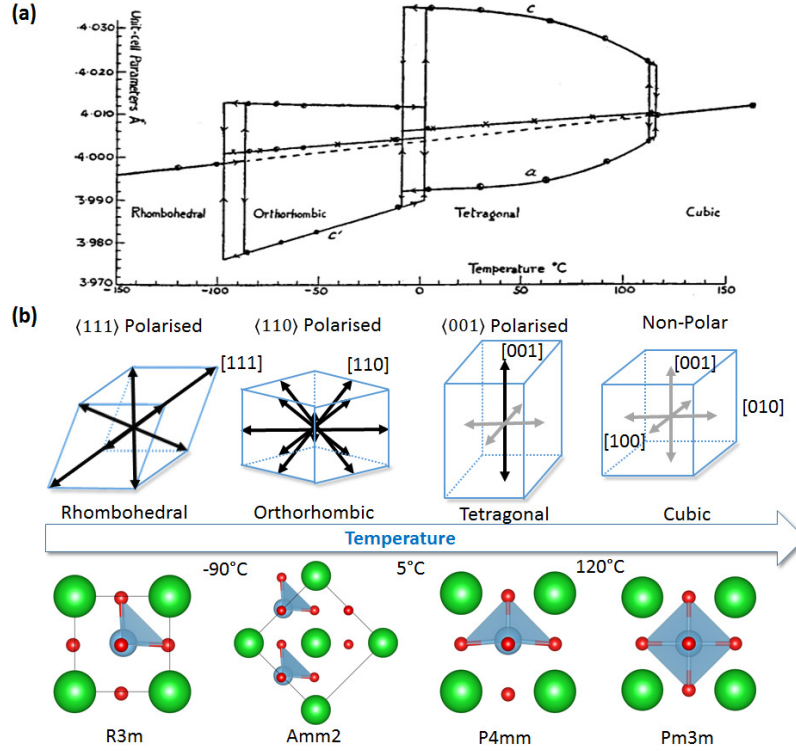 (a)
Unit-cell Parameters Å
4·030
4·020
4·010
4·000
3·990
3·980
3·970
c
a
c'
Rhombohedral Orthorhombic Tetragonal Cubic
Temperature °C
-150 -100 -50 0 50 100 150
(b)
⟨111⟩ Polarised ⟨110⟩ Polarised ⟨001⟩ Polarised Non-Polar
[111] [110] [001] [001]
[010]
[100]
Rhombohedral Orthorhombic Tetragonal Cubic
Temperature
-90°C 5°C 120°C
R3m Amm2 P4mm Pm3m